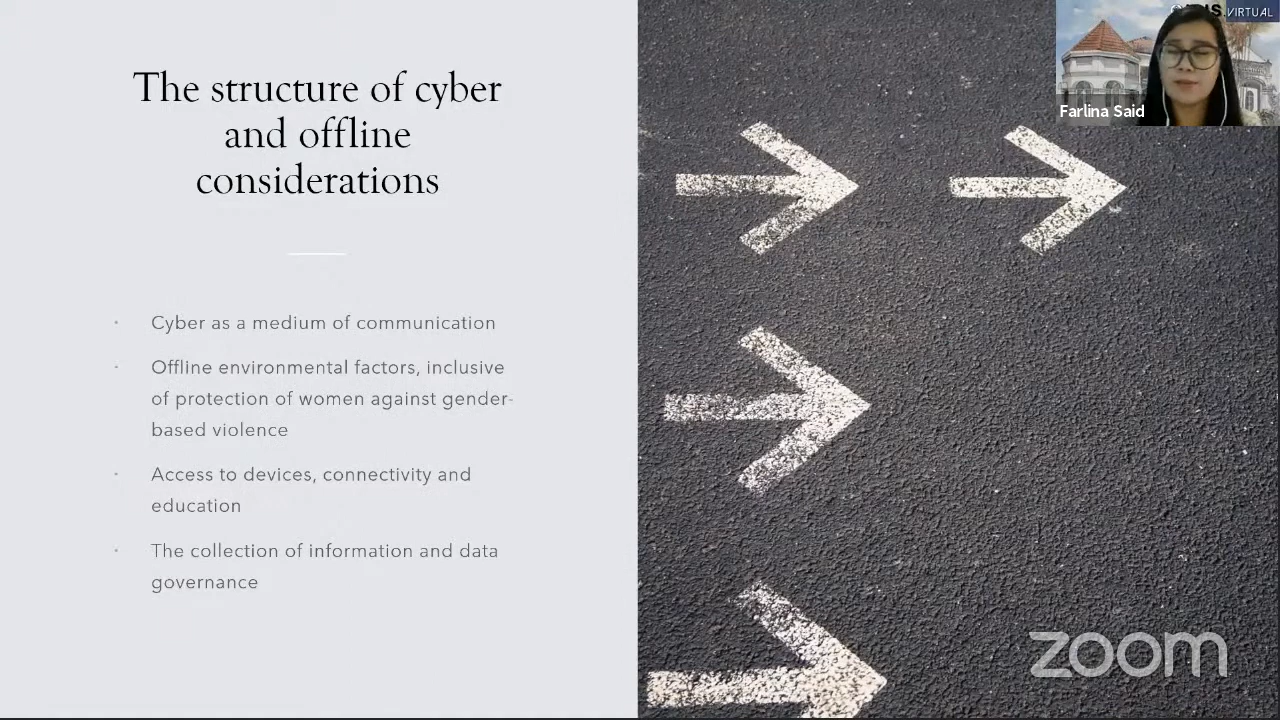 The structure of cyber
and offline
considerations
· Cyber as a medium of communication
· Offline environmental factors, inclusive
of protection of women against gender-
based violence
· Access to devices, connectivity and
education
· The collection of information and data
governance
VIRTUAL
Farlina Said
zoom